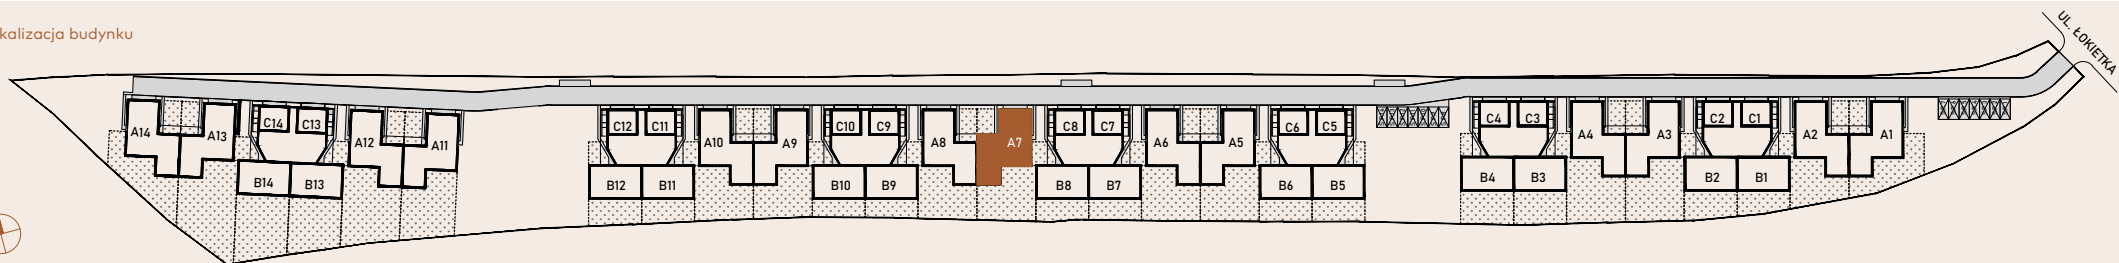 kalizacja budynku
UL. ŁOKIETKA
A14
A13
C14
C13
A12
A11
B14
B13
C12
C11
A10
A9
C10
C9
A8
A7
C8
C7
A6
A5
C6
C5
B12
B11
B10
B9
B8
B7
B6
B5
C4
C3
A4
A3
C2
C1
A2
A1
B4
B3
B2
B1